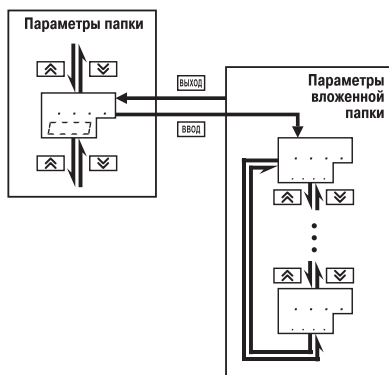 Параметры папки
ВЫХОД
ВВОД
Параметры
вложенной
папки